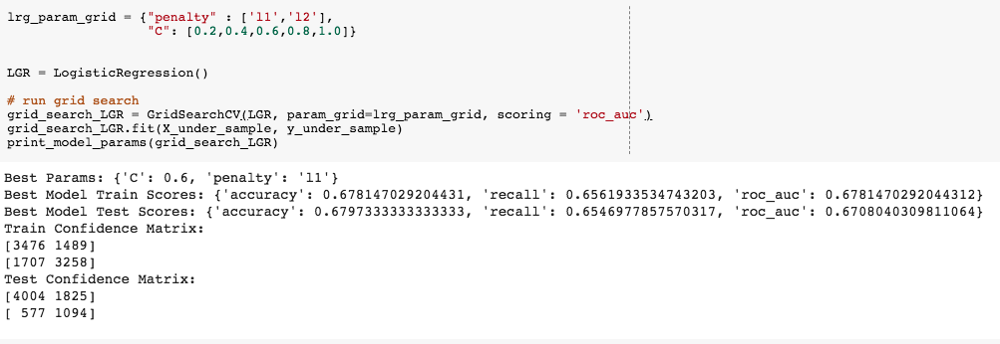 lrg_param_grid = {"penalty" : ['l1','l2'],
"C": [0.2,0.4,0.6,0.8,1.0]}
LGR = LogisticRegression()
# run grid search
grid_search_LGR = GridSearchCV(LGR, param_grid=lrg_param_grid, scoring = 'roc_auc')
grid_search_LGR.fit(X_under_sample, y_under_sample)
print_model_params(grid_search_LGR)
Best Params: {'C': 0.6, 'penalty': 'l1'}
Best Model Train Scores: {'accuracy': 0.678147029204431, 'recall': 0.6561933534743203, 'roc_auc': 0.6781470292044312}
Best Model Test Scores: {'accuracy': 0.6797333333333333, 'recall': 0.6546977857570317, 'roc_auc': 0.6708040309811064}
Train Confidence Matrix:
[3476 1489]
[1707 3258]
Test Confidence Matrix:
[4004 1825]
[ 577 1094]